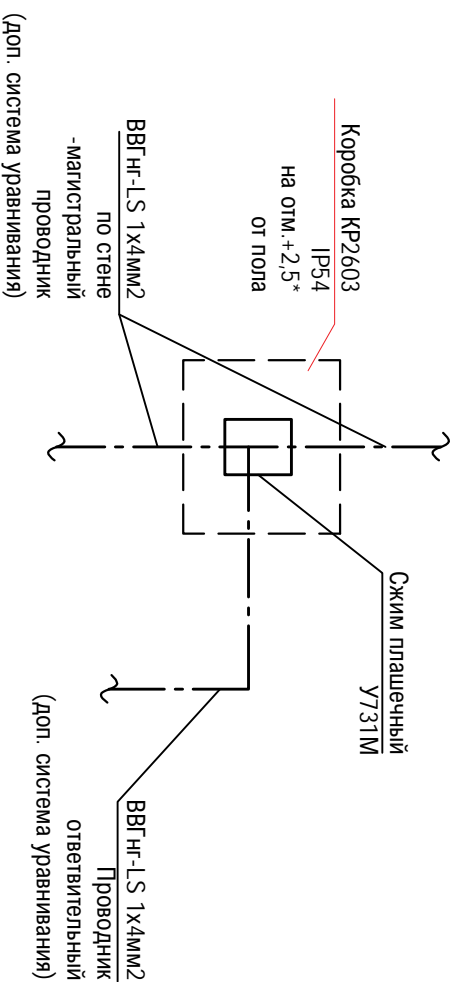 Коробка КР2603
IP54
на отм.+2,5*
от пола
ВВГнг-LS 1х4мм2
по стене
-магистральный
проводник
(доп. система уравнивания)
Сжим плашечный
У731М
ВВГнг-LS 1х4мм2
Проводник
ответвительный
(доп. система уравнивания)